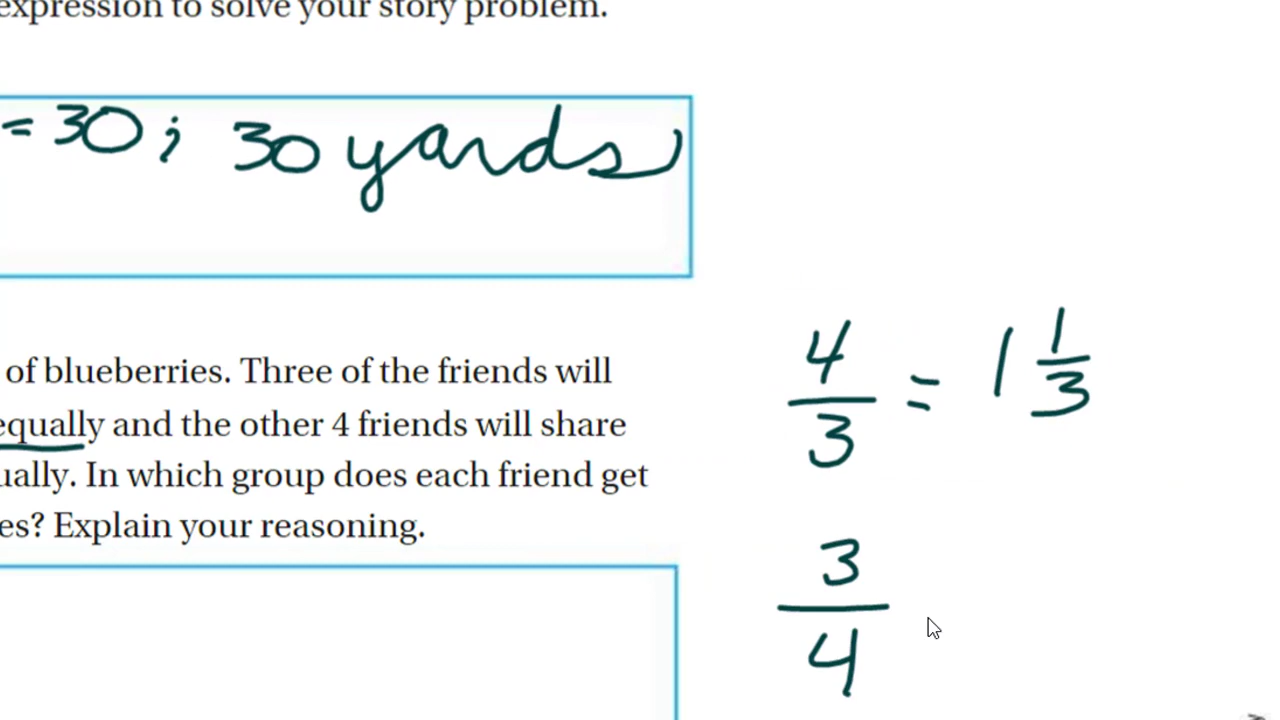 expression to solve your story problem.
= 30 ; 30 yards
of blueberries. Three of the friends will
equally and the other 4 friends will share
ually. In which group does each friend get
es? Explain your reasoning.
4/3 = 1 1/3
3/4